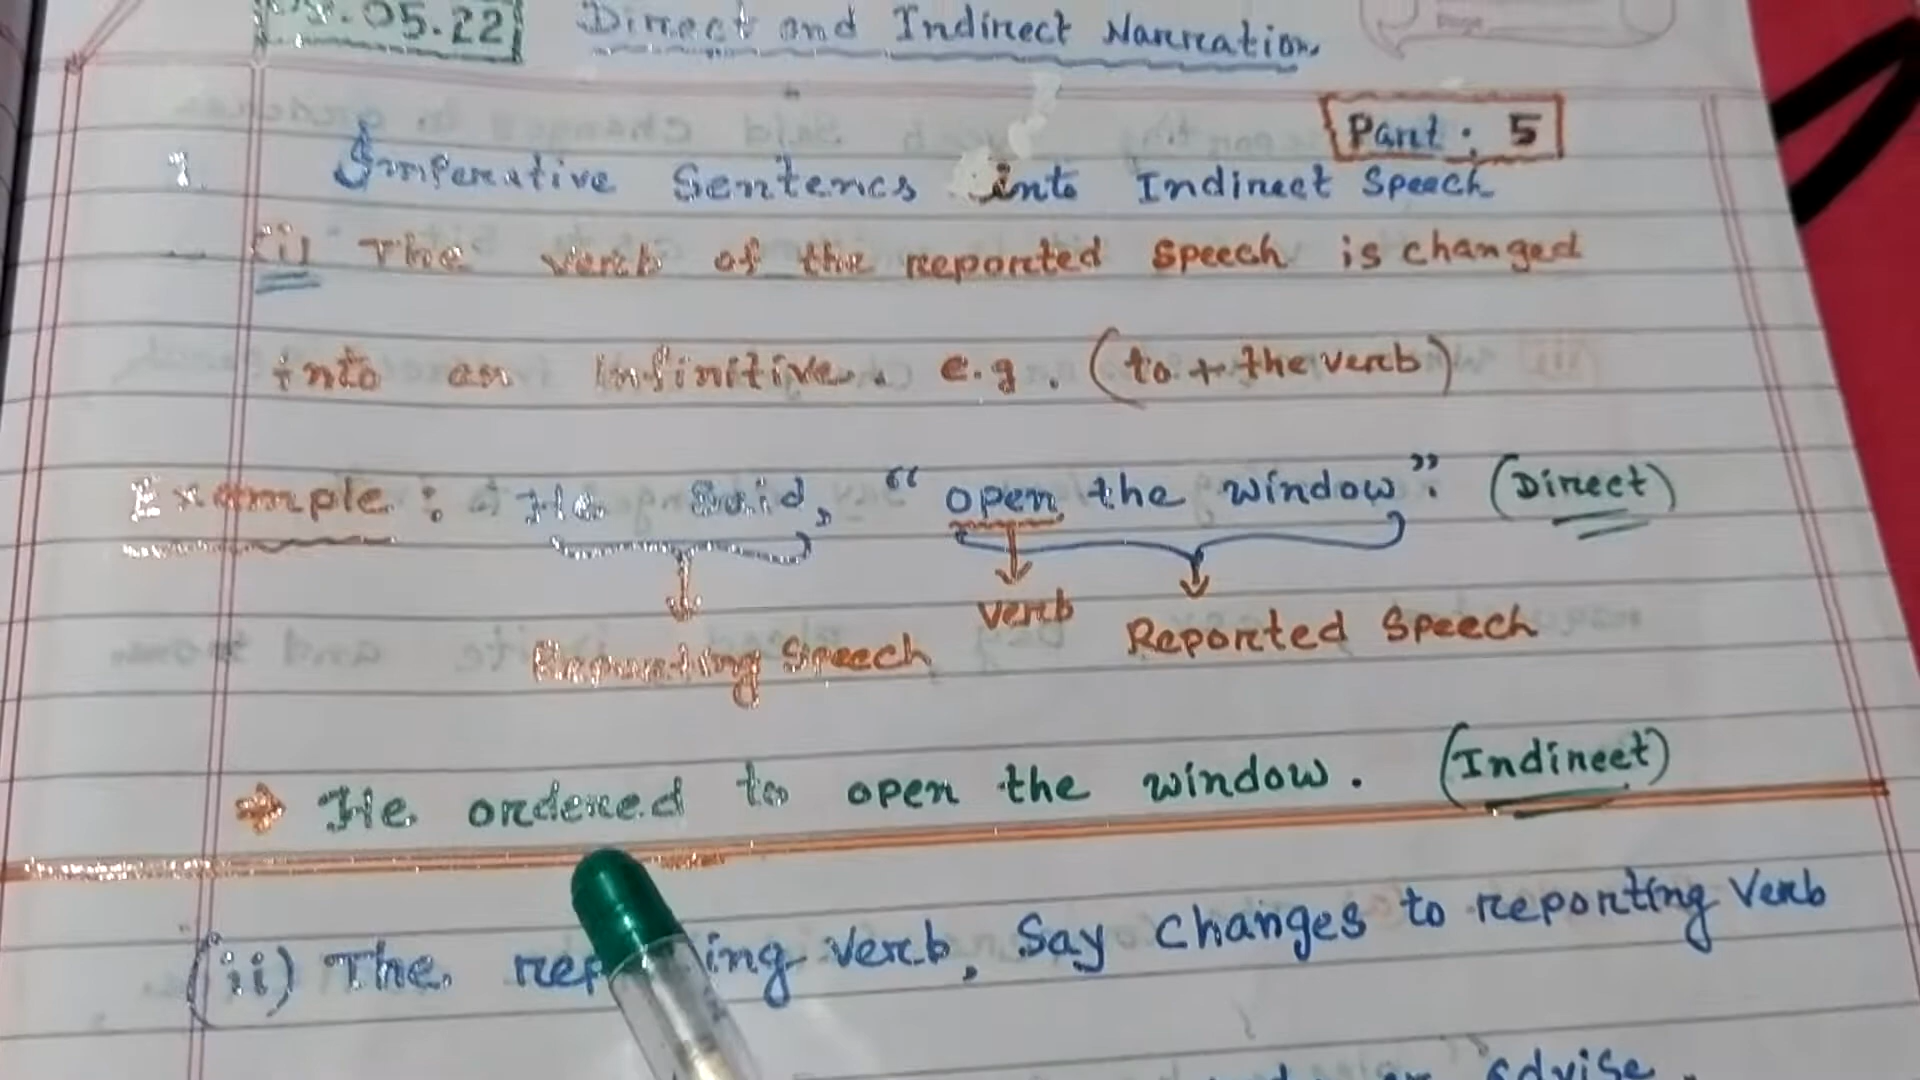 .05.22
Direct and Indirect Narration.
Part: 5
1. Imperative Sentencs into Indirect Speech
(i) The verb of the reported speech is changed
into an infinitive. e.g. (to + the verb)
Example: He Said, "open the window". (Direct)
verb
Reporting Speech Reported Speech
He ordered to open the window. (Indirect)
(ii) The rep ing verb, Say changes to reporting verb
advise.